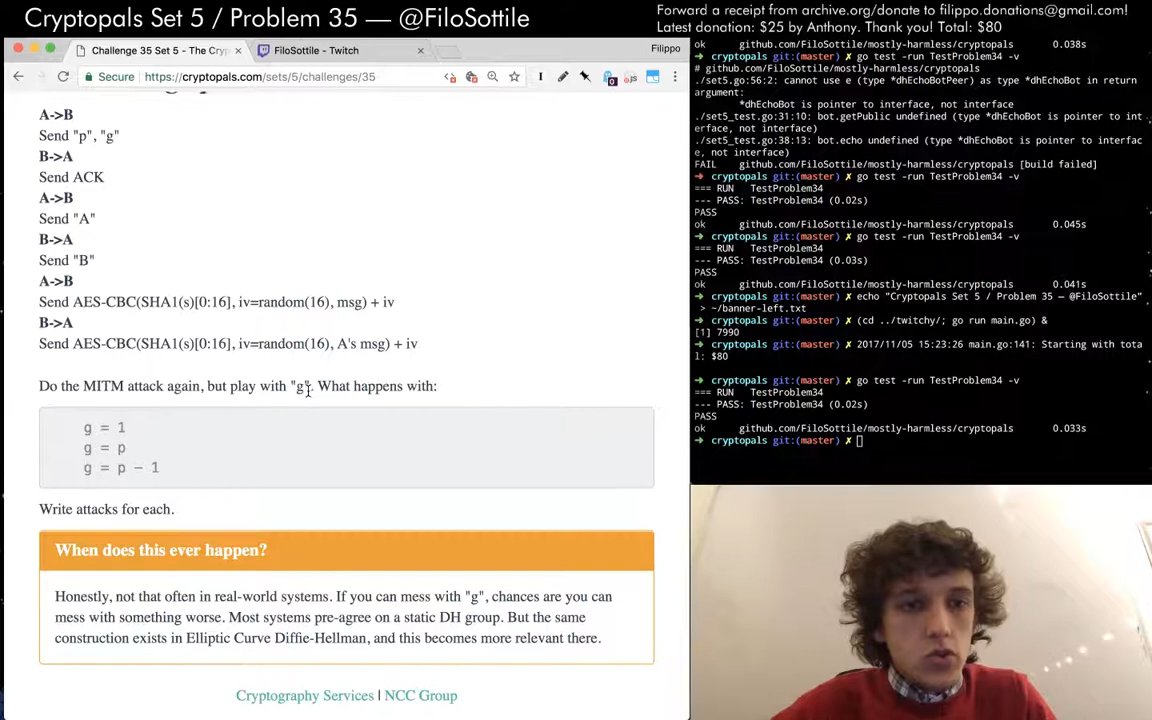 Cryptopals Set 5 / Problem 35 — @FiloSottile
Forward a receipt from archive.org/donate to filippo.donations@gmail.com!
Latest donation: $25 by Anthony. Thank you! Total: $80
Challenge 35 Set 5 - The Cryp
FiloSottile - Twitch
Filippo
Secure
https://cryptopals.com/sets/5/challenges/35
A->B
Send "p", "g"
B->A
Send ACK
A->B
Send "A"
B->A
Send "B"
A->B
Send AES-CBC(SHA1(s)[0:16], iv=random(16), msg) + iv
B->A
Send AES-CBC(SHA1(s)[0:16], iv=random(16), A's msg) + iv
Do the MITM attack again, but play with "g". What happens with:
g = 1
g = p
g = p - 1
Write attacks for each.
When does this ever happen?
Honestly, not that often in real-world systems. If you can mess with "g", chances are you can
mess with something worse. Most systems pre-agree on a static DH group. But the same
construction exists in Elliptic Curve Diffie-Hellman, and this becomes more relevant there.
Cryptography Services | NCC Group
ok github.com/FiloSottile/mostly-harmless/cryptopals 0.038s
➜ cryptopals git:(master) ✗ go test -run TestProblem34 -v
# github.com/FiloSottile/mostly-harmless/cryptopals
./set5.go:56:2: cannot use e (type *dhEchoBotPeer) as type *dhEchoBot in return
argument:
*dhEchoBot is pointer to interface, not interface
./set5_test.go:31:10: bot.getPublic undefined (type *dhEchoBot is pointer to int
erface, not interface)
./set5_test.go:38:13: bot.echo undefined (type *dhEchoBot is pointer to interfac
e, not interface)
FAIL github.com/FiloSottile/mostly-harmless/cryptopals [build failed]
➜ cryptopals git:(master) ✗ go test -run TestProblem34 -v
=== RUN TestProblem34
--- PASS: TestProblem34 (0.02s)
PASS
ok github.com/FiloSottile/mostly-harmless/cryptopals 0.045s
➜ cryptopals git:(master) ✗ go test -run TestProblem34 -v
=== RUN TestProblem34
--- PASS: TestProblem34 (0.03s)
PASS
ok github.com/FiloSottile/mostly-harmless/cryptopals 0.041s
➜ cryptopals git:(master) ✗ echo "Cryptopals Set 5 / Problem 35 — @FiloSottile"
> ~/banner-left.txt
➜ cryptopals git:(master) ✗ (cd ../twitchy/; go run main.go) &
[1] 7990
➜ cryptopals git:(master) ✗ 2017/11/05 15:23:26 main.go:141: Starting with tota
l: $80
➜ cryptopals git:(master) ✗ go test -run TestProblem34 -v
=== RUN TestProblem34
--- PASS: TestProblem34 (0.02s)
PASS
ok github.com/FiloSottile/mostly-harmless/cryptopals 0.033s
➜ cryptopals git:(master) ✗